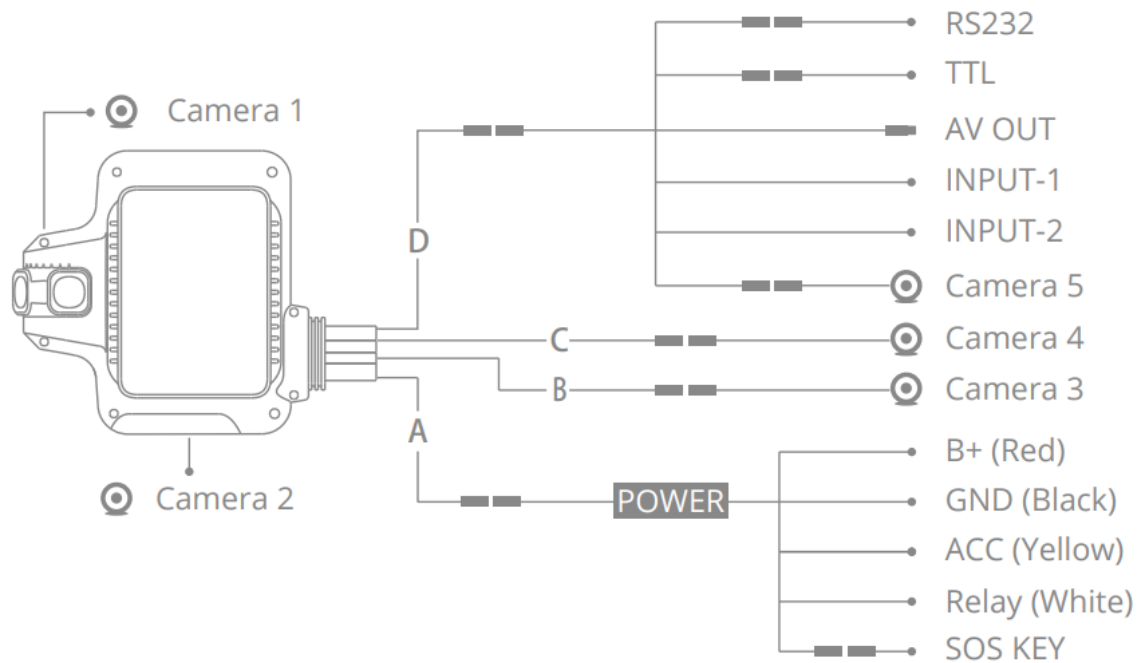 Camera 1
Camera 2
D
C
B
A
POWER
RS232
TTL
AV OUT
INPUT-1
INPUT-2
Camera 5
Camera 4
Camera 3
B+ (Red)
GND (Black)
ACC (Yellow)
Relay (White)
SOS KEY